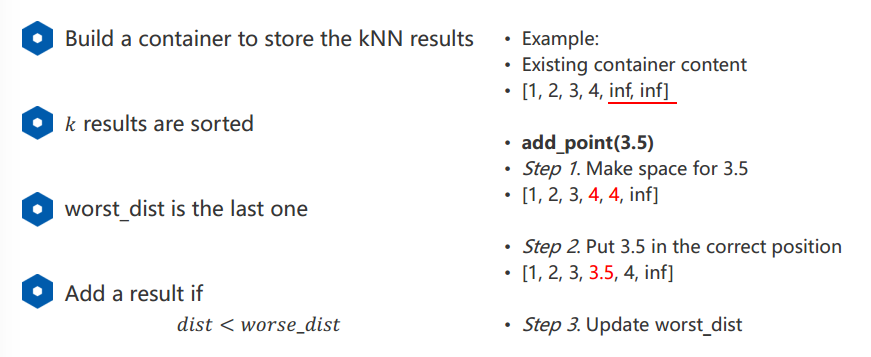 Build a container to store the kNN results
k results are sorted
worst_dist is the last one
Add a result if
dist < worse_dist
• Example:
• Existing container content
• [1, 2, 3, 4, inf, inf]
• add_point(3.5)
• Step 1. Make space for 3.5
• [1, 2, 3, 4, 4, inf]
• Step 2. Put 3.5 in the correct position
• [1, 2, 3, 3.5, 4, inf]
• Step 3. Update worst_dist